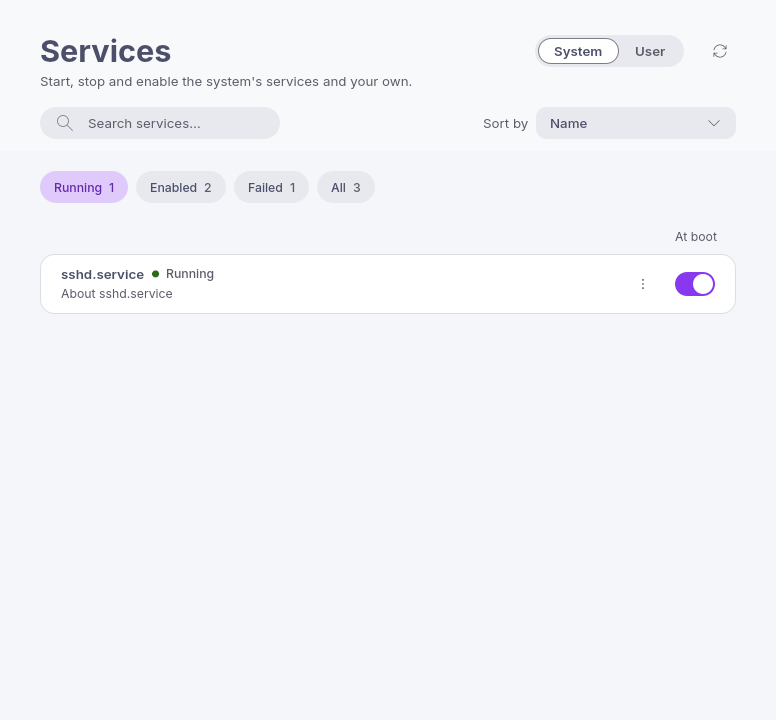 Services
System User
Start, stop and enable the system's services and your own.
Search services...
Sort by Name
Running 1 Enabled 2 Failed 1 All 3
At boot
sshd.service Running
About sshd.service